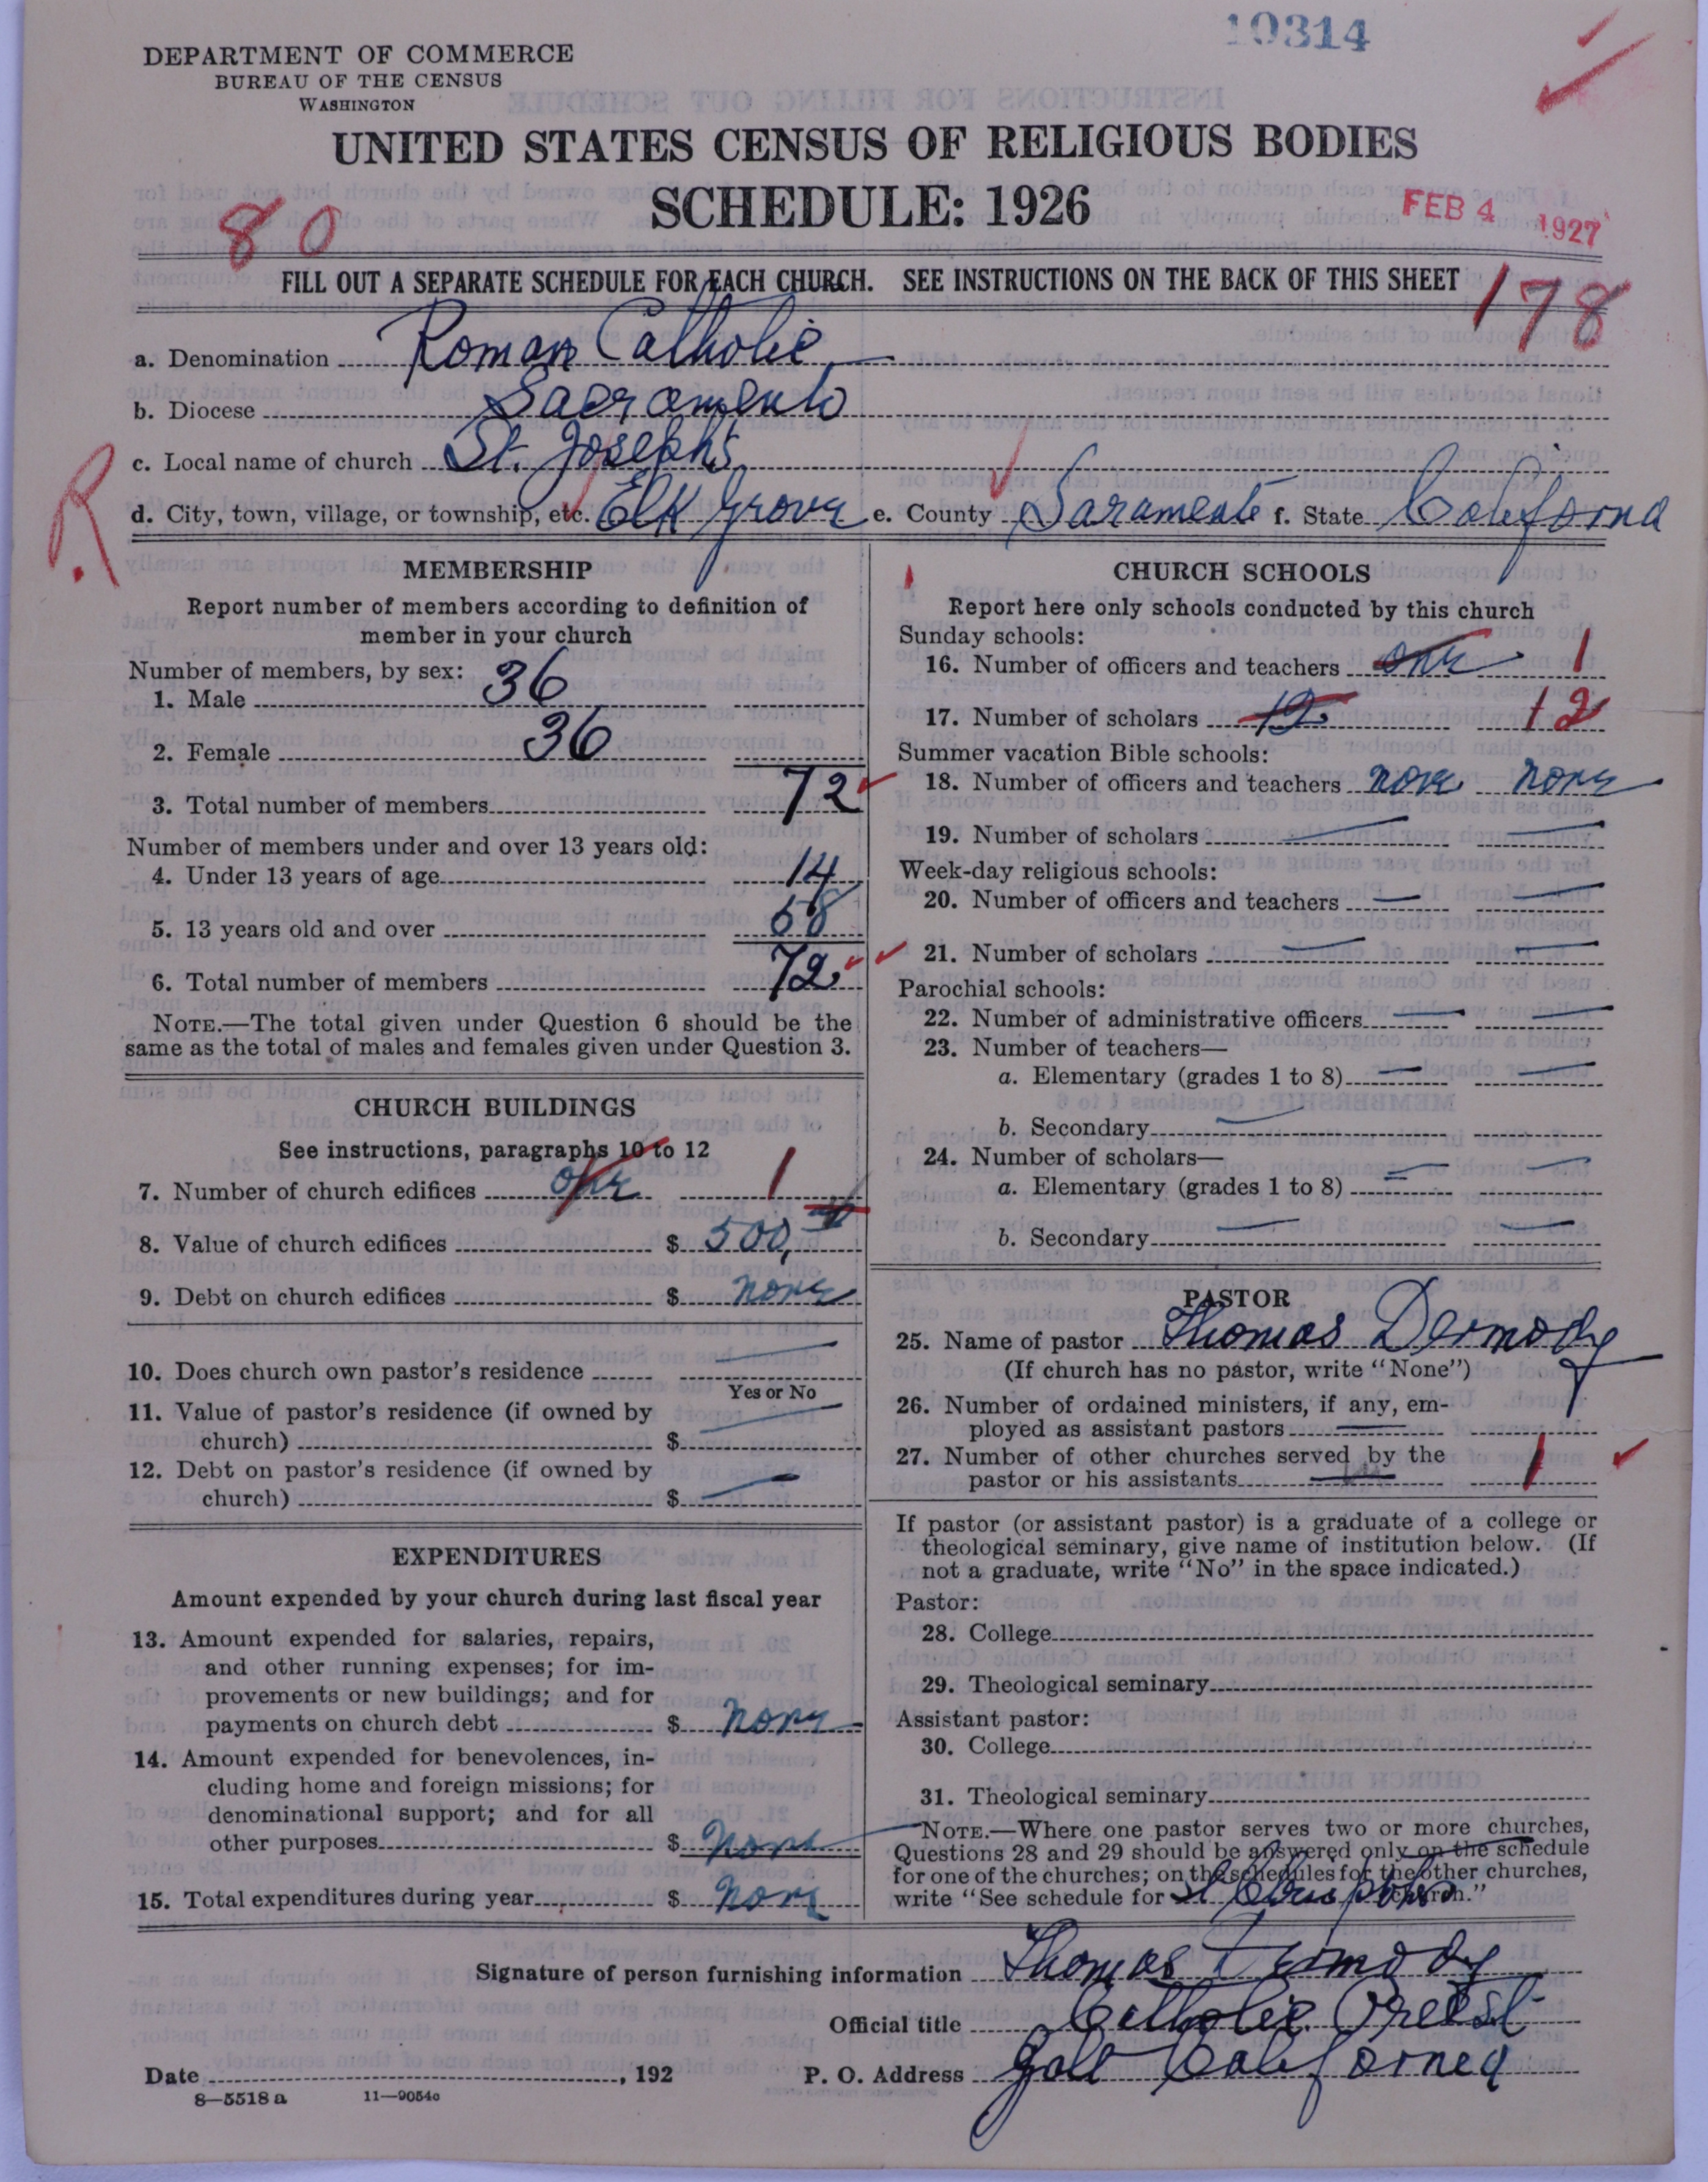 19314
DEPARTMENT OF COMMERCE
BUREAU OF THE CENSUS
WASHINGTON
UNITED STATES CENSUS OF RELIGIOUS BODIES
SCHEDULE: 1926
FEB 4 1927
80
FILL OUT A SEPARATE SCHEDULE FOR EACH CHURCH. SEE INSTRUCTIONS ON THE BACK OF THIS SHEET
178
a. Denomination Roman Catholic
b. Diocese Sacramento
c. Local name of church St. Josephs
R.
d. City, town, village, or township, etc. Elk Grove e. County Saramento f. State California
MEMBERSHIP
Report number of members according to definition of
member in your church
Number of members, by sex:
1. Male 36
2. Female 36
3. Total number of members 72
Number of members under and over 13 years old:
4. Under 13 years of age 14
5. 13 years old and over 58
6. Total number of members 72
NOTE.—The total given under Question 6 should be the
same as the total of males and females given under Question 3.
CHURCH BUILDINGS
See instructions, paragraphs 10 to 12
7. Number of church edifices one 1
8. Value of church edifices $ 500,
9. Debt on church edifices $ none
10. Does church own pastor's residence
Yes or No
11. Value of pastor's residence (if owned by
church) $
12. Debt on pastor's residence (if owned by
church) $
EXPENDITURES
Amount expended by your church during last fiscal year
13. Amount expended for salaries, repairs,
and other running expenses; for im-
provements or new buildings; and for
payments on church debt $ none
14. Amount expended for benevolences, in-
cluding home and foreign missions; for
denominational support; and for all
other purposes $ none
15. Total expenditures during year $ none
CHURCH SCHOOLS
Report here only schools conducted by this church
Sunday schools:
16. Number of officers and teachers one 1
17. Number of scholars 12 12
Summer vacation Bible schools:
18. Number of officers and teachers none none
19. Number of scholars
Week-day religious schools:
20. Number of officers and teachers
21. Number of scholars
Parochial schools:
22. Number of administrative officers
23. Number of teachers—
a. Elementary (grades 1 to 8)
b. Secondary
24. Number of scholars—
a. Elementary (grades 1 to 8)
b. Secondary
PASTOR
25. Name of pastor Thomas Dermody
(If church has no pastor, write "None")
26. Number of ordained ministers, if any, em-
ployed as assistant pastors
27. Number of other churches served by the
pastor or his assistants 1
If pastor (or assistant pastor) is a graduate of a college or
theological seminary, give name of institution below. (If
not a graduate, write "No" in the space indicated.)
Pastor:
28. College
29. Theological seminary
Assistant pastor:
30. College
31. Theological seminary
NOTE.—Where one pastor serves two or more churches,
Questions 28 and 29 should be answered only on the schedule
for one of the churches; on the schedules for the other churches,
write "See schedule for St church."
Signature of person furnishing information Thomas Dermody
Official title Catholic Preist
Date , 192 P. O. Address Galt Californea
8—5518 a 11—9054c